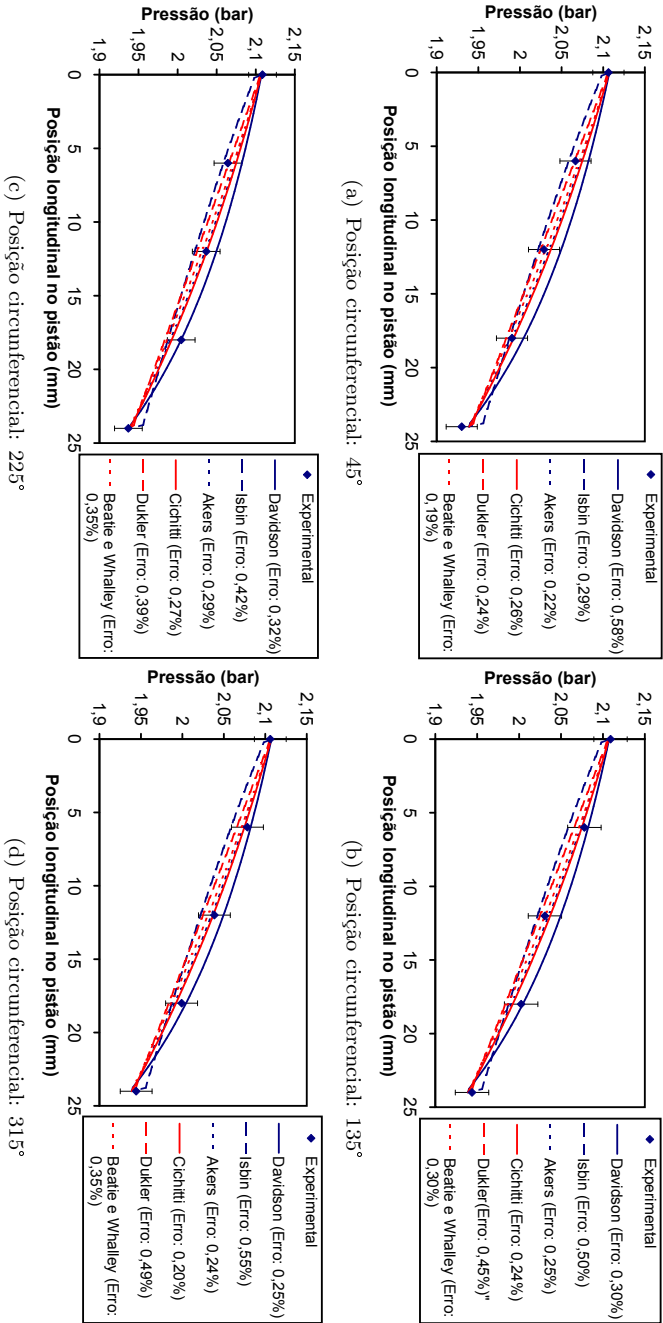 Pressão (bar)
2,15
2,1
2,05
2
1,95
1,9
0
5
10
15
20
25
Posição longitudinal no pistão (mm)
Experimental
Davidson (Erro: 0,58%)
Isbin (Erro: 0,29%)
Akers (Erro: 0,22%)
Cichitti (Erro: 0,26%)
Dukler (Erro: 0,24%)
Beatie e Whalley (Erro:
0,19%)
(a) Posição circunferencial: 45°
Pressão (bar)
2,15
2,1
2,05
2
1,95
1,9
0
5
10
15
20
25
Posição longitudinal no pistão (mm)
Experimental
Davidson (Erro: 0,30%)
Isbin (Erro: 0,50%)
Akers (Erro: 0,25%)
Cichitti (Erro: 0,24%)
Dukler(Erro: 0,45%)"
Beatie e Whalley (Erro:
0,30%)
(b) Posição circunferencial: 135°
Pressão (bar)
2,15
2,1
2,05
2
1,95
1,9
0
5
10
15
20
25
Posição longitudinal no pistão (mm)
Experimental
Davidson (Erro: 0,32%)
Isbin (Erro: 0,42%)
Akers (Erro: 0,29%)
Cichitti (Erro: 0,27%)
Dukler (Erro: 0,39%)
Beatie e Whalley (Erro:
0,35%)
(c) Posição circunferencial: 225°
Pressão (bar)
2,15
2,1
2,05
2
1,95
1,9
0
5
10
15
20
25
Posição longitudinal no pistão (mm)
Experimental
Davidson (Erro: 0,25%)
Isbin (Erro: 0,55%)
Akers (Erro: 0,24%)
Cichitti (Erro: 0,20%)
Dukler (Erro: 0,49%)
Beatie e Whalley (Erro:
0,35%)
(d) Posição circunferencial: 315°